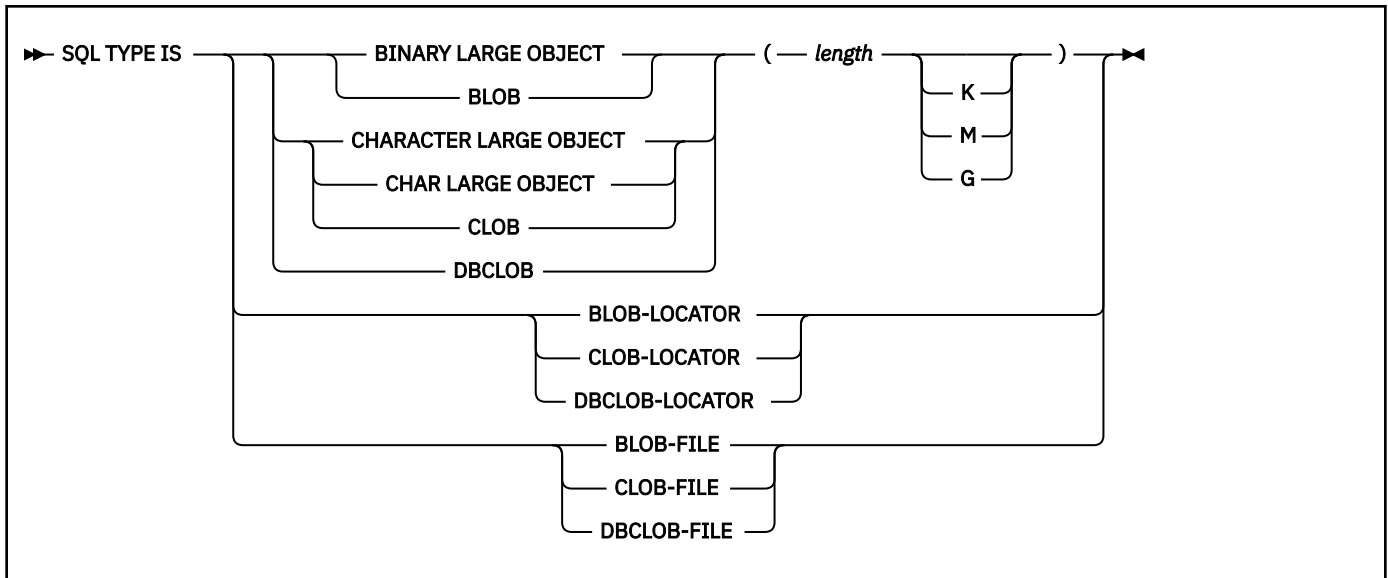 SQL TYPE IS BINARY LARGE OBJECT ( length )
BLOB K
CHARACTER LARGE OBJECT M
CHAR LARGE OBJECT G
CLOB
DBCLOB
BLOB-LOCATOR
CLOB-LOCATOR
DBCLOB-LOCATOR
BLOB-FILE
CLOB-FILE
DBCLOB-FILE